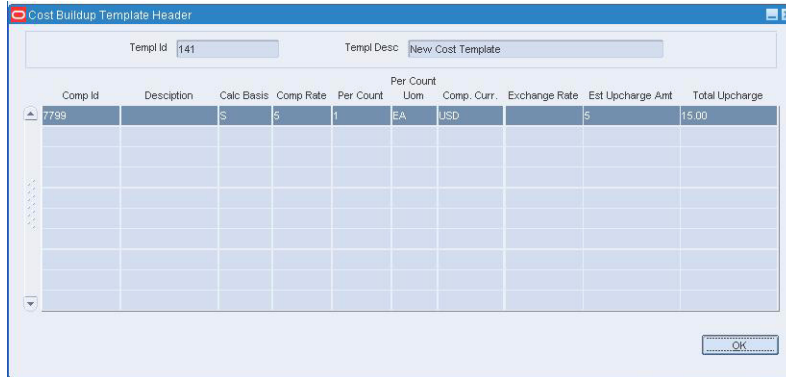 Cost Buildup Template Header
Templ Id 141 Templ Desc New Cost Template
Per Count
Comp Id Desciption Calc Basis Comp Rate Per Count Uom Comp. Curr. Exchange Rate Est Upcharge Amt Total Upcharge
7799 S 5 1 EA USD 5 15.00
OK